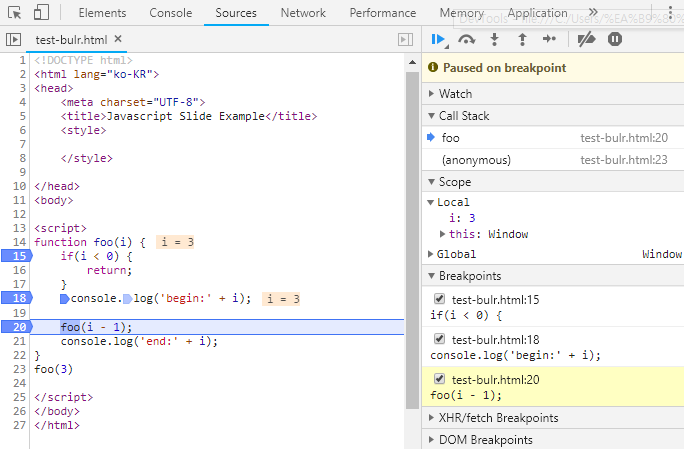 Elements Console Sources Network Performance Memory Application »
test-bulr.html ×
1 <!DOCTYPE html>
2 <html lang="ko-KR">
3 <head>
4 <meta charset="UTF-8">
5 <title>Javascript Slide Example</title>
6 <style>
7
8 </style>
9
10 </head>
11 <body>
12
13 <script>
14 function foo(i) { i = 3
15 if(i < 0) {
16 return;
17 }
18 console.log('begin:' + i); i = 3
19
20 foo(i - 1);
21 console.log('end:' + i);
22 }
23 foo(3)
24
25 </script>
26 </body>
27 </html>
Paused on breakpoint
Watch
Call Stack
foo test-bulr.html:20
(anonymous) test-bulr.html:23
Scope
Local
i: 3
this: Window
Global Window
Breakpoints
test-bulr.html:15
if(i < 0) {
test-bulr.html:18
console.log('begin:' + i);
test-bulr.html:20
foo(i - 1);
XHR/fetch Breakpoints
DOM Breakpoints